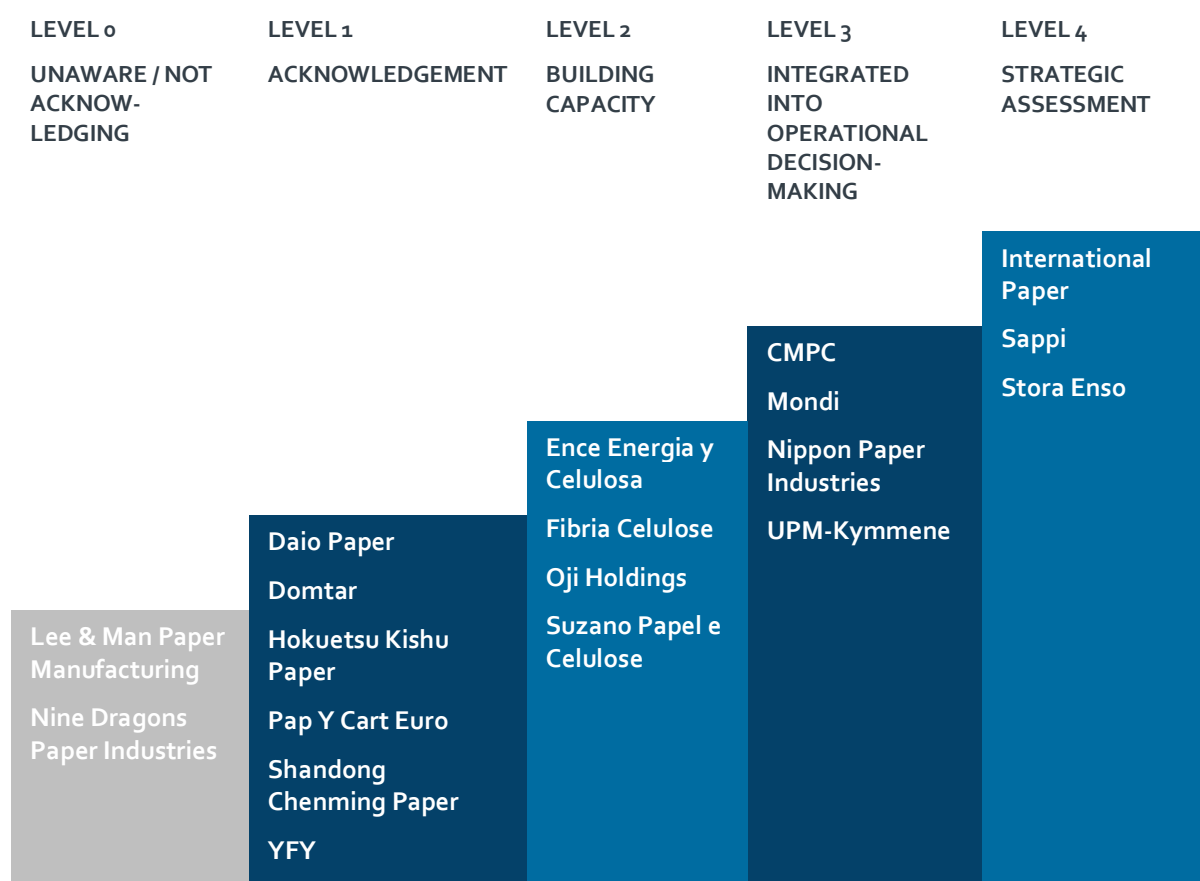 LEVEL 0
UNAWARE / NOT
ACKNOW-
LEDGING
Lee & Man Paper
Manufacturing
Nine Dragons
Paper Industries
LEVEL 1
ACKNOWLEDGEMENT
Daio Paper
Domtar
Hokuetsu Kishu
Paper
Pap Y Cart Euro
Shandong
Chenming Paper
YFY
LEVEL 2
BUILDING
CAPACITY
Ence Energia y
Celulosa
Fibria Celulose
Oji Holdings
Suzano Papel e
Celulose
LEVEL 3
INTEGRATED
INTO
OPERATIONAL
DECISION-
MAKING
CMPC
Mondi
Nippon Paper
Industries
UPM-Kymmene
LEVEL 4
STRATEGIC
ASSESSMENT
International
Paper
Sappi
Stora Enso